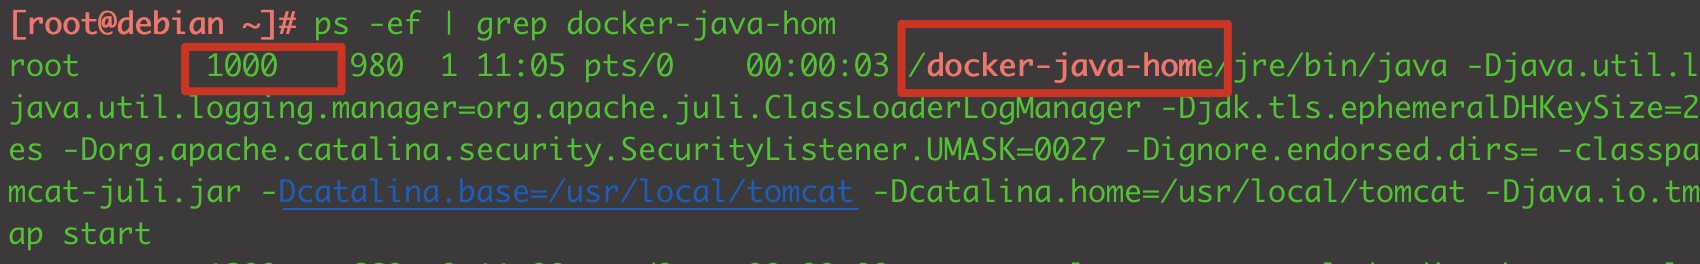 [root@debian ~]# ps -ef | grep docker-java-hom
root 1000 980 1 11:05 pts/0 00:00:03 /docker-java-home/jre/bin/java -Djava.util.l
java.util.logging.manager=org.apache.juli.ClassLoaderLogManager -Djdk.tls.ephemeralDHKeySize=2
es -Dorg.apache.catalina.security.SecurityListener.UMASK=0027 -Dignore.endorsed.dirs= -classpa
mcat-juli.jar -Dcatalina.base=/usr/local/tomcat -Dcatalina.home=/usr/local/tomcat -Djava.io.tm
ap start